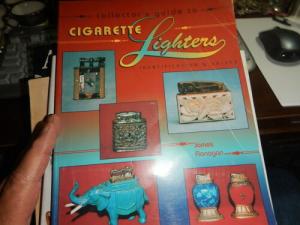 collector's guide to
CIGARETTE
Lighters
IDENTIFICATION & VALUES
James
Flanagan